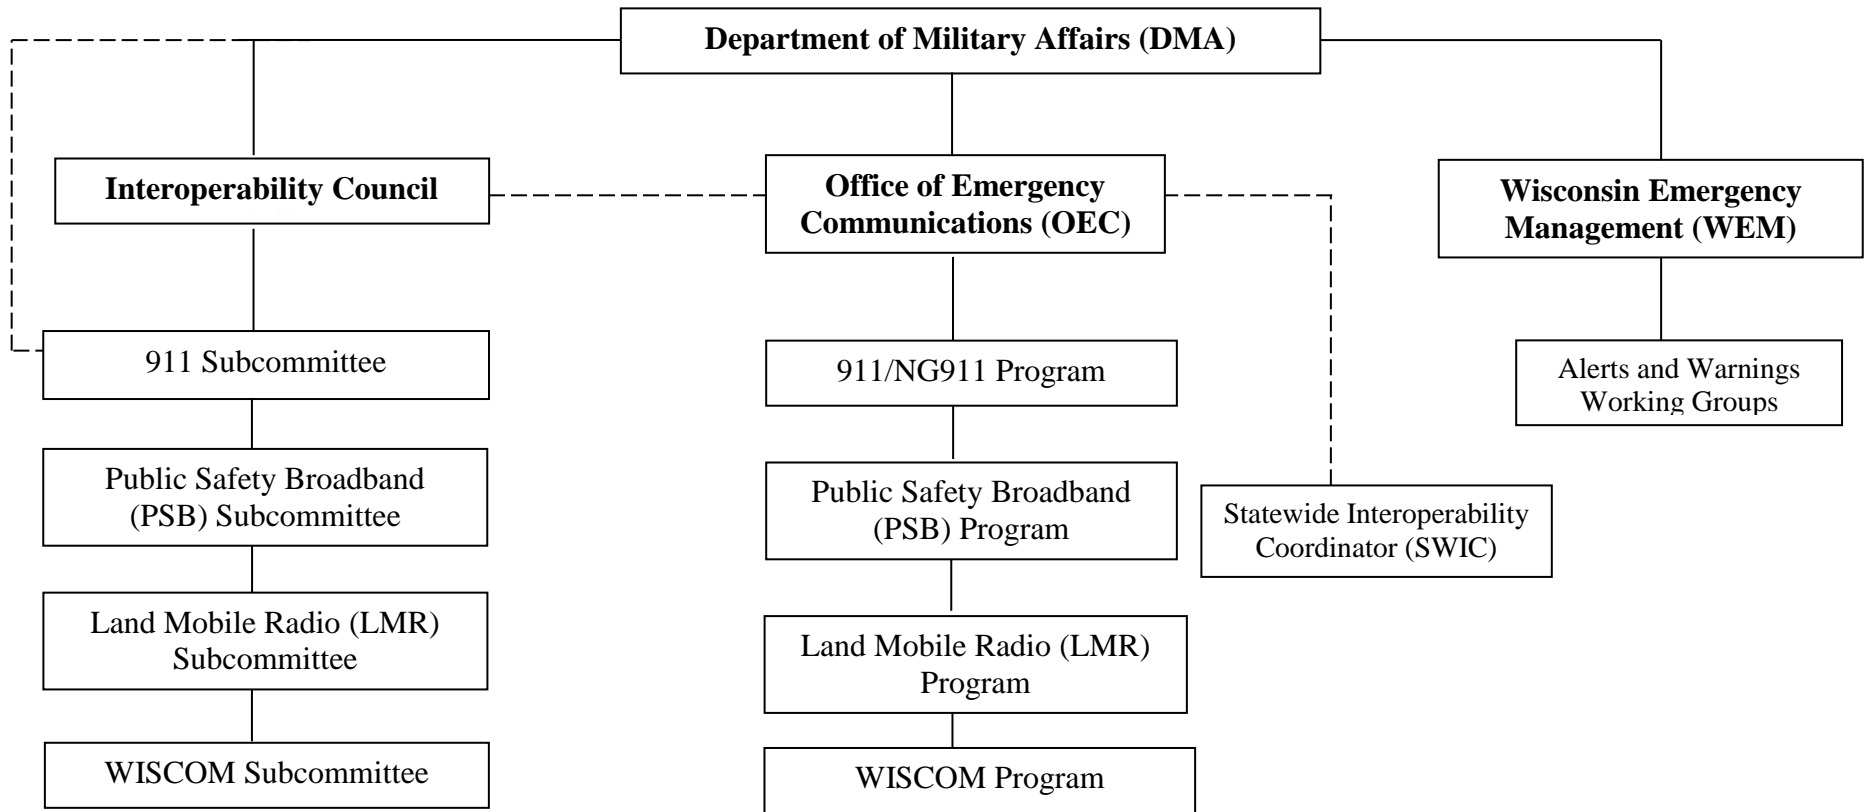 Department of Military Affairs (DMA)
Interoperability Council
Office of Emergency
Communications (OEC)
Wisconsin Emergency
Management (WEM)
911 Subcommittee
911/NG911 Program
Alerts and Warnings
Working Groups
Public Safety Broadband
(PSB) Subcommittee
Public Safety Broadband
(PSB) Program
Statewide Interoperability
Coordinator (SWIC)
Land Mobile Radio (LMR)
Subcommittee
Land Mobile Radio (LMR)
Program
WISCOM Subcommittee
WISCOM Program